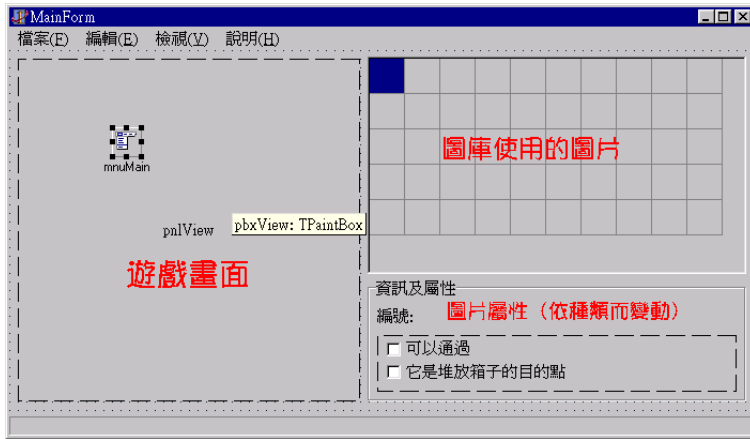 MainForm
檔案(F) 編輯(E) 檢視(V) 說明(H)
mnuMain
pnlView
pbxView: TPaintBox
遊戲畫面
圖庫使用的圖片
資訊及屬性
編號:
圖片屬性（依種類而變動）
可以通過
它是堆放箱子的目的點